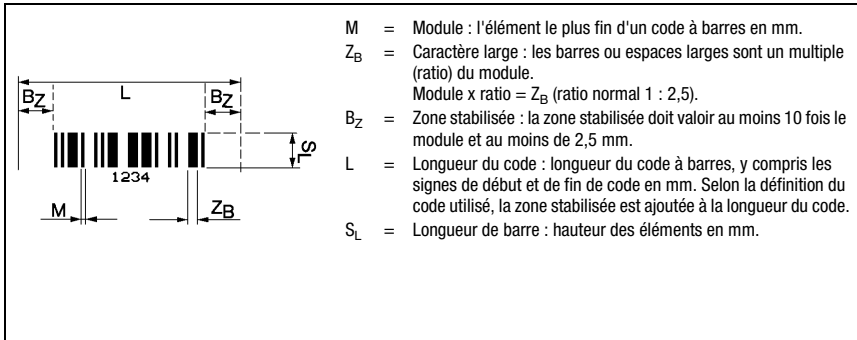 L
BZ
BZ
SL
1234
M
ZB
M = Module : l'élément le plus fin d'un code à barres en mm.
ZB = Caractère large : les barres ou espaces larges sont un multiple
(ratio) du module.
Module x ratio = ZB (ratio normal 1 : 2,5).
BZ = Zone stabilisée : la zone stabilisée doit valoir au moins 10 fois le
module et au moins de 2,5 mm.
L = Longueur du code : longueur du code à barres, y compris les
signes de début et de fin de code en mm. Selon la définition du
code utilisé, la zone stabilisée est ajoutée à la longueur du code.
SL = Longueur de barre : hauteur des éléments en mm.